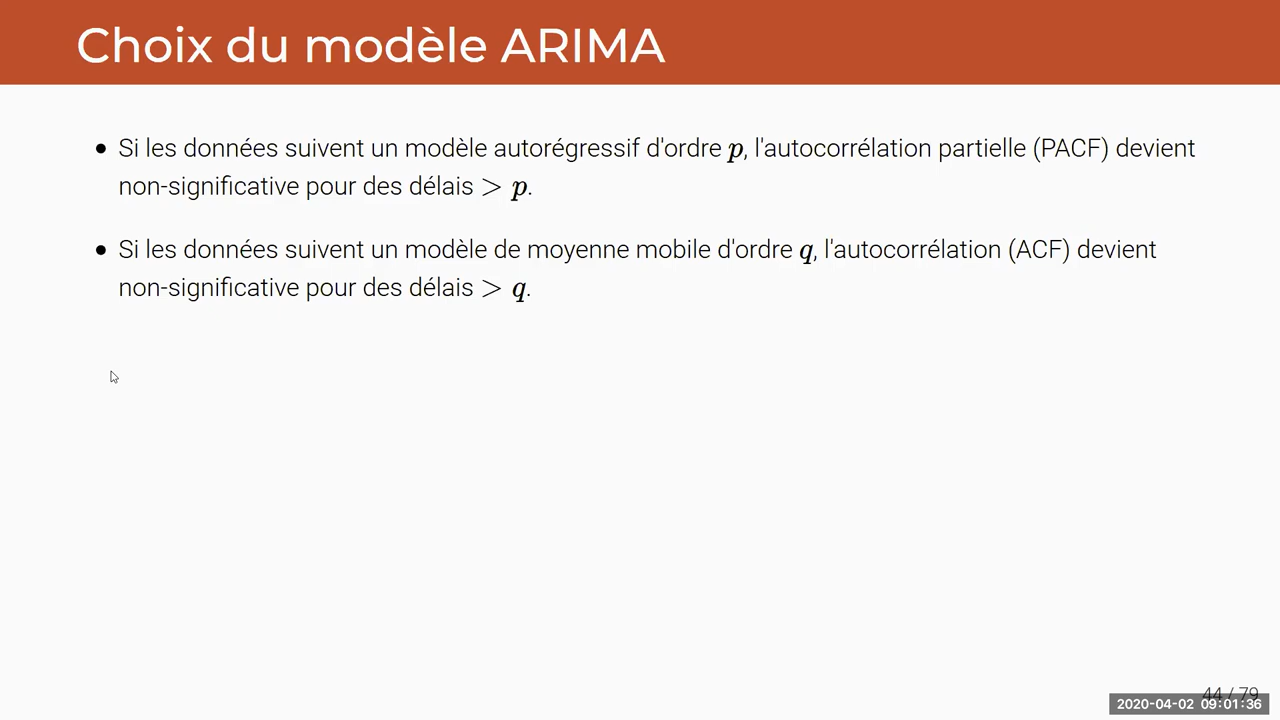 Choix du modèle ARIMA
• Si les données suivent un modèle autorégressif d'ordre p, l'autocorrélation partielle (PACF) devient
non-significative pour des délais > p.
• Si les données suivent un modèle de moyenne mobile d'ordre q, l'autocorrélation (ACF) devient
non-significative pour des délais > q.
44 / 79
2020-04-02 09:01:36